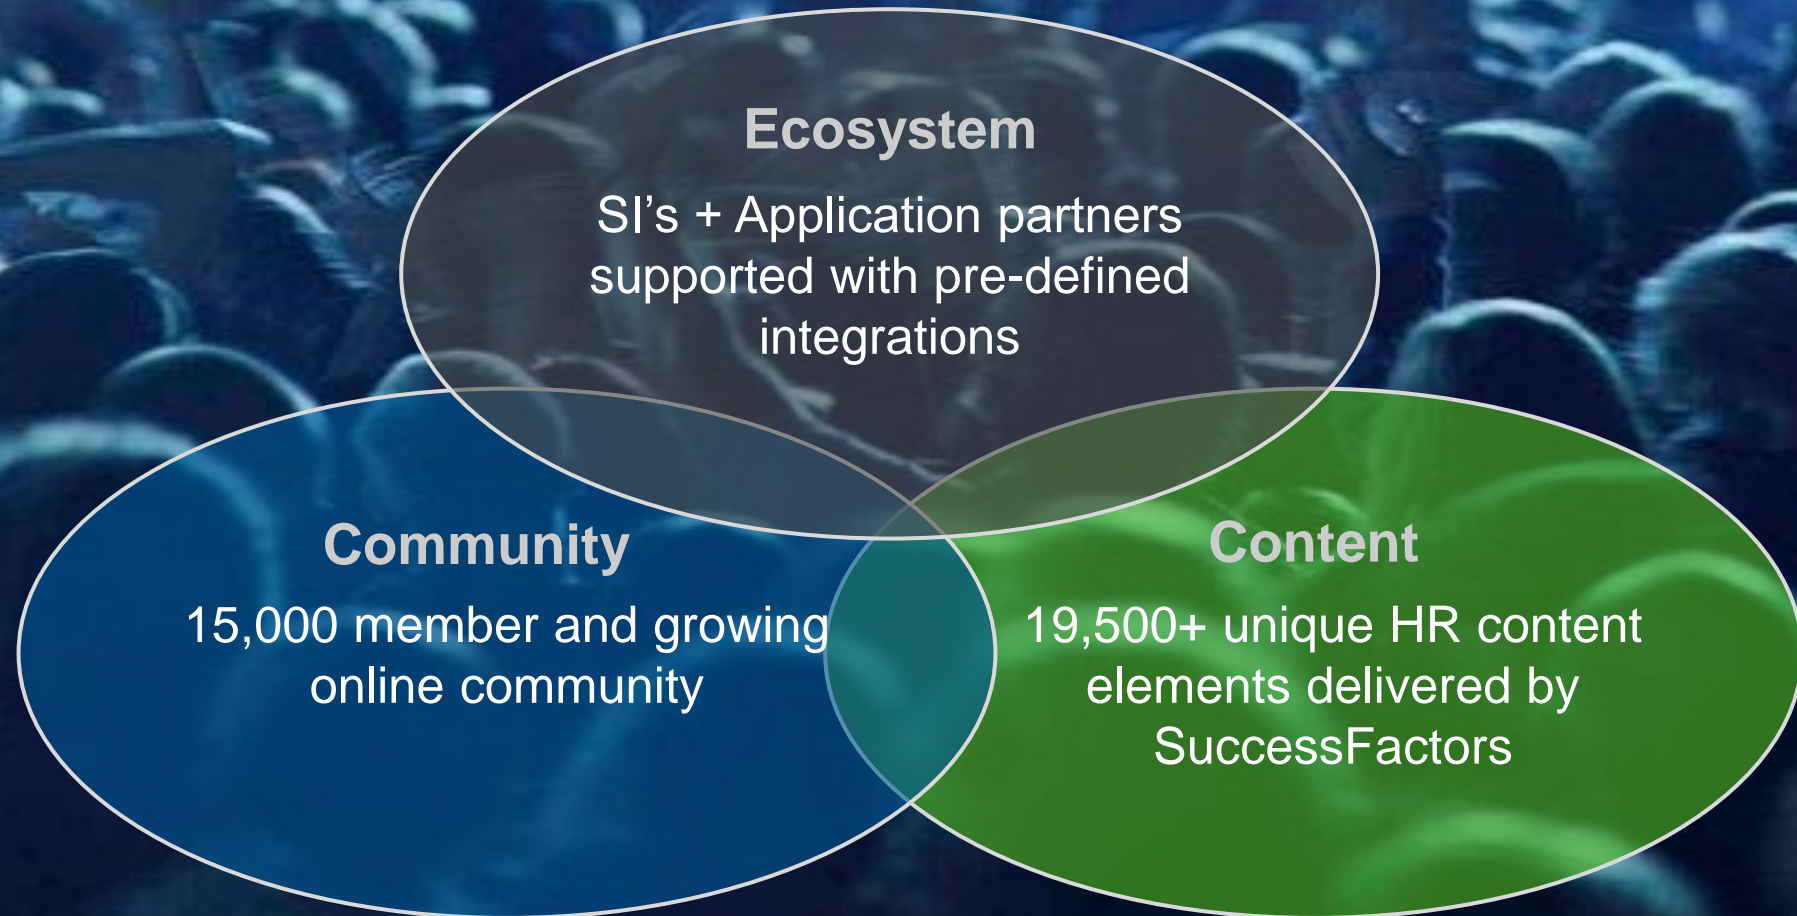 Ecosystem
SI’s + Application partners
supported with pre-defined
integrations
Community
15,000 member and growing
online community
Content
19,500+ unique HR content
elements delivered by
SuccessFactors